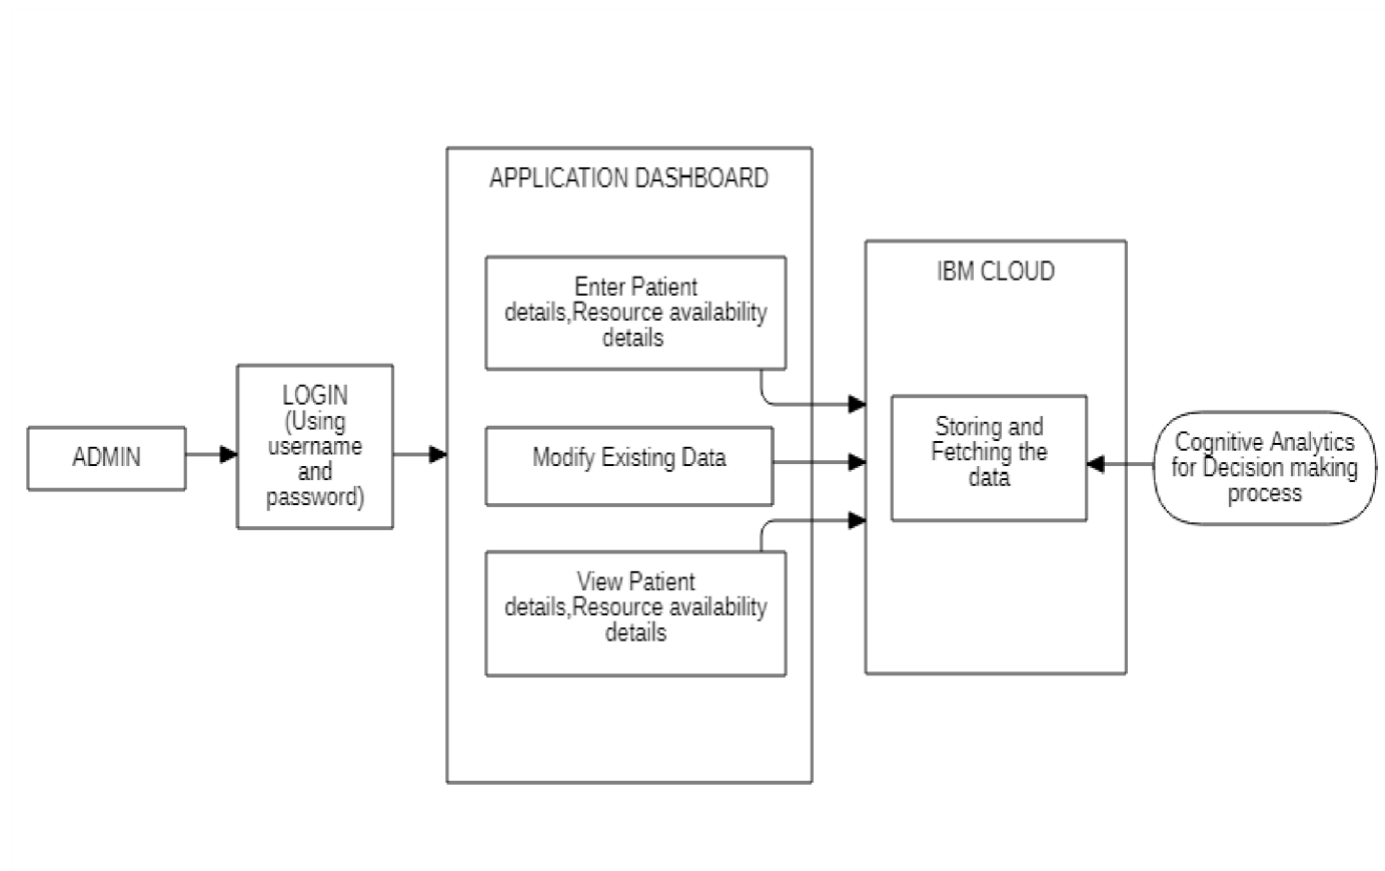 APPLICATION DASHBOARD
Enter Patient
details,Resource availability
details
IBM CLOUD
LOGIN
(Using
username
and
password)
ADMIN
Modify Existing Data
Storing and
Fetching the
data
Cognitive Analytics
for Decision making
process
View Patient
details,Resource availability
details